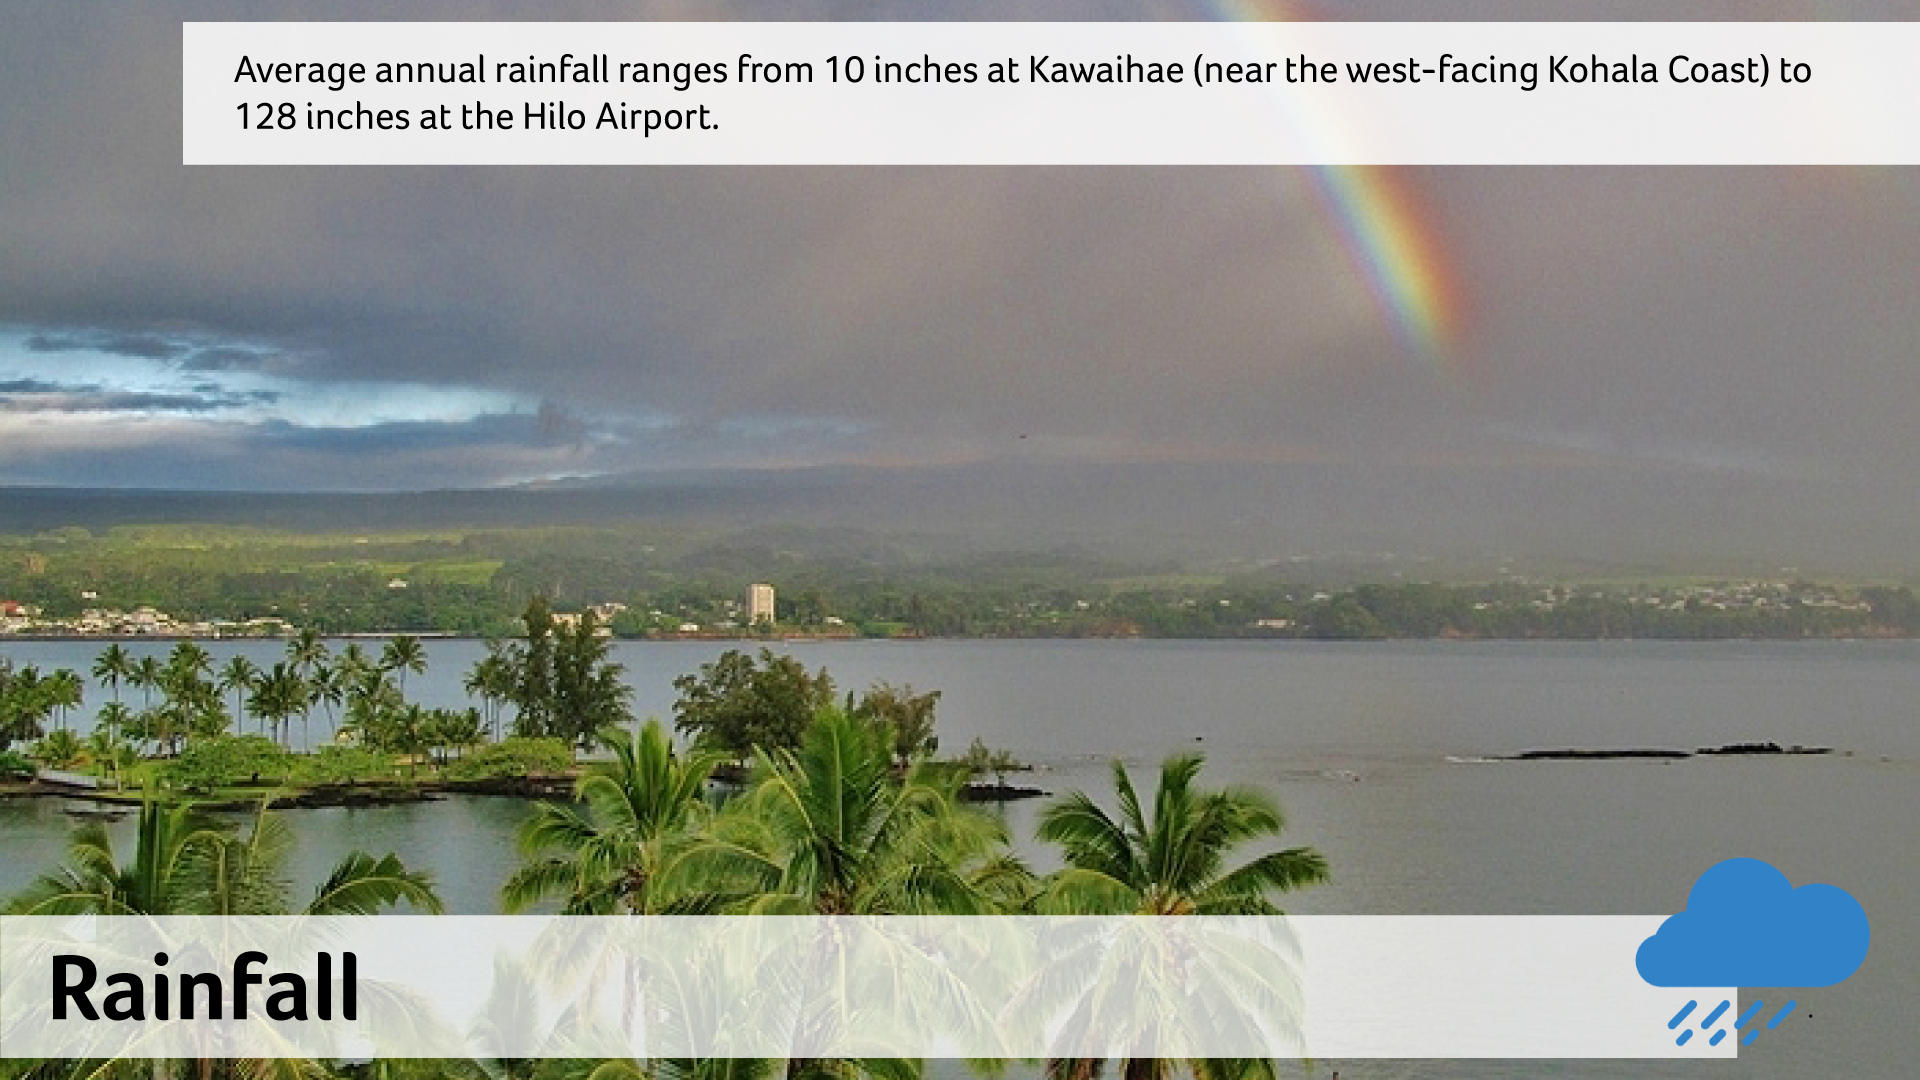 Average annual rainfall ranges from 10 inches at Kawaihae (near the west-facing Kohala Coast) to
128 inches at the Hilo Airport.
Rainfall